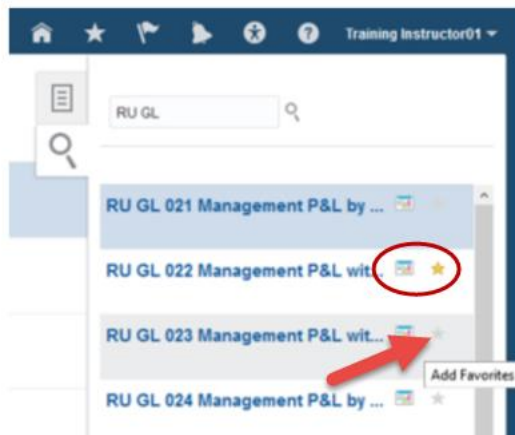 Training Instructor01
RU GL
RU GL 021 Management P&L by ...
RU GL 022 Management P&L wit...
RU GL 023 Management P&L wit...
Add Favorites
RU GL 024 Management P&L by ...